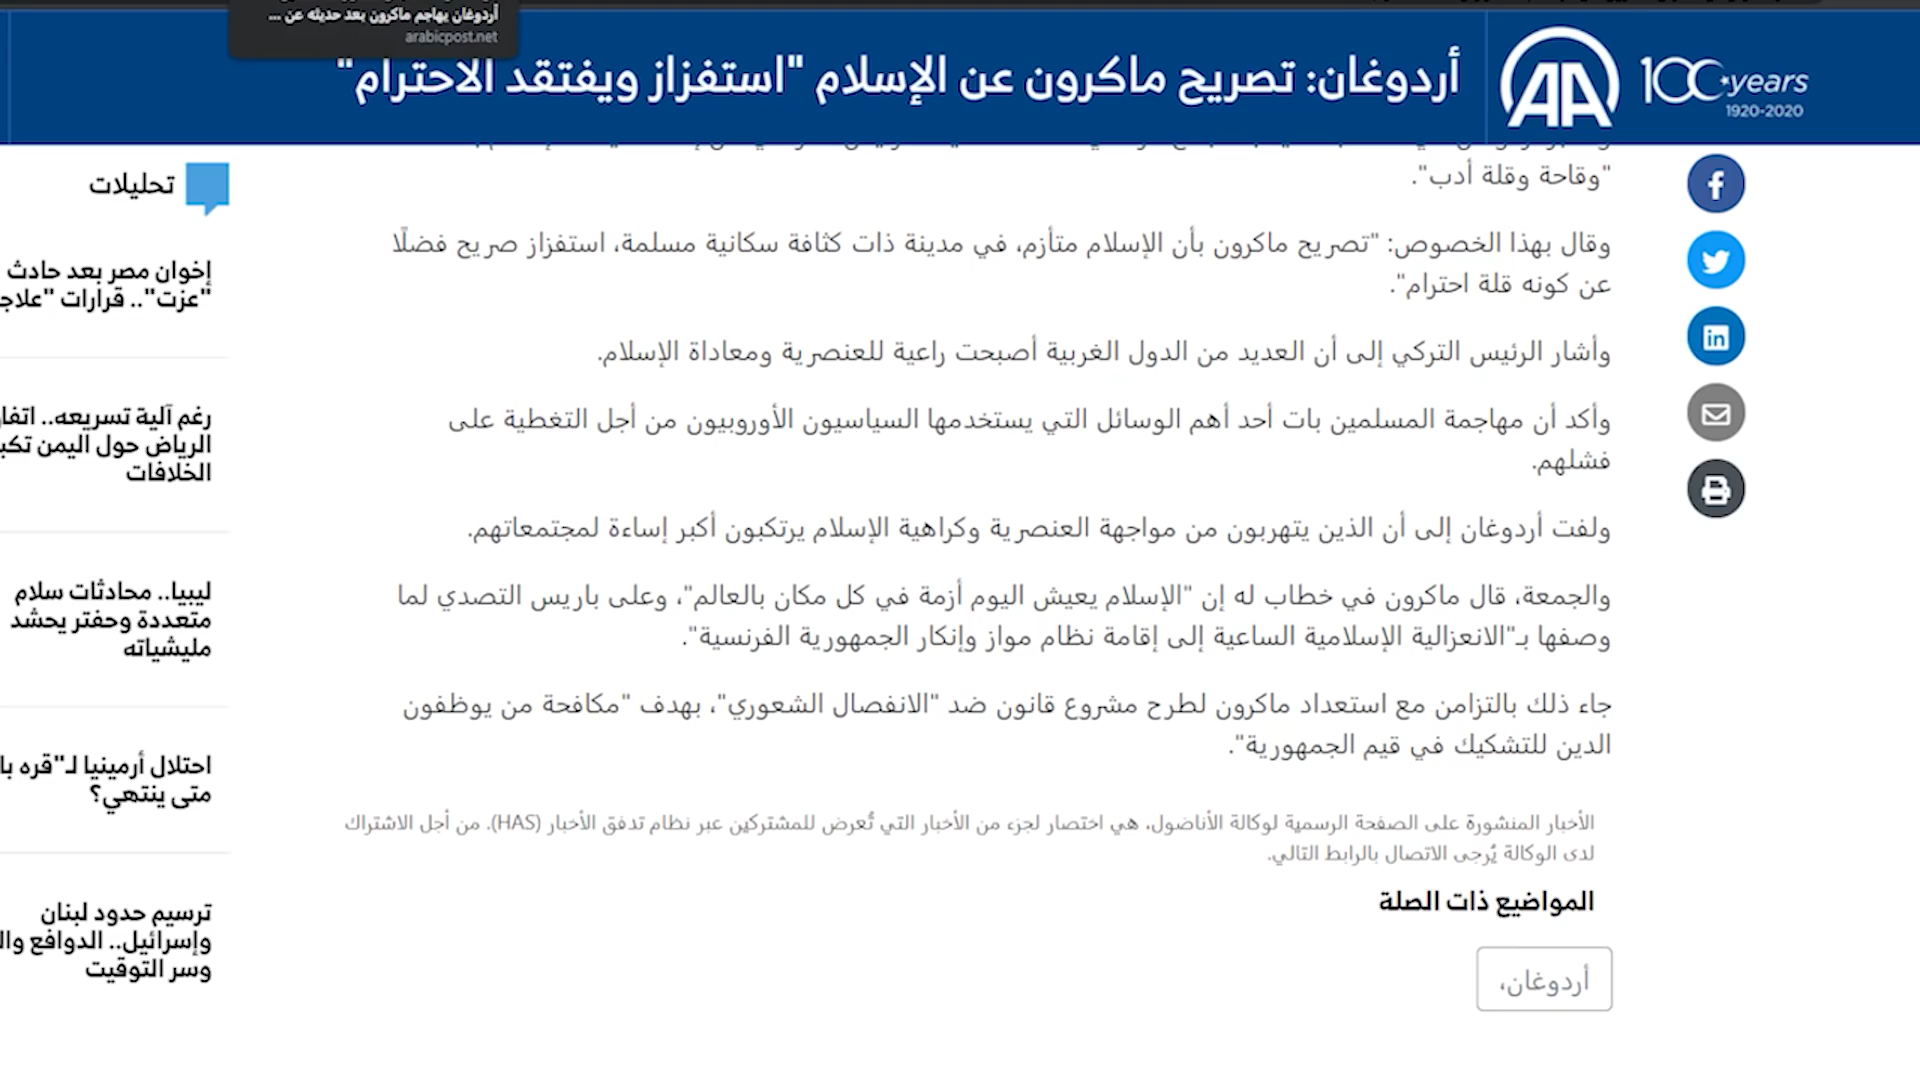 أردوغان يهاجم ماكرون بعد حديثه عن ...
arabicpost.net
أردوغان: تصريح ماكرون عن الإسلام "استفزاز ويفتقد الاحترام"
AA
100 years
1920-2020
"وقاحة وقلة أدب".
وقال بهذا الخصوص: "تصريح ماكرون بأن الإسلام متأزم، في مدينة ذات كثافة سكانية مسلمة، استفزاز صريح فضلًا
عن كونه قلة احترام".
وأشار الرئيس التركي إلى أن العديد من الدول الغربية أصبحت راعية للعنصرية ومعاداة الإسلام.
وأكد أن مهاجمة المسلمين بات أحد أهم الوسائل التي يستخدمها السياسيون الأوروبيون من أجل التغطية على
فشلهم.
ولفت أردوغان إلى أن الذين يتهربون من مواجهة العنصرية وكراهية الإسلام يرتكبون أكبر إساءة لمجتمعاتهم.
والجمعة، قال ماكرون في خطاب له إن "الإسلام يعيش اليوم أزمة في كل مكان بالعالم"، وعلى باريس التصدي لما
وصفها بـ"الانعزالية الإسلامية الساعية إلى إقامة نظام مواز وإنكار الجمهورية الفرنسية".
جاء ذلك بالتزامن مع استعداد ماكرون لطرح مشروع قانون ضد "الانفصال الشعوري"، بهدف "مكافحة من يوظفون
الدين للتشكيك في قيم الجمهورية".
الأخبار المنشورة على الصفحة الرسمية لوكالة الأناضول، هي اختصار لجزء من الأخبار التي تُعرض للمشتركين عبر نظام تدفق الأخبار (HAS). من أجل الاشتراك
لدى الوكالة يُرجى الاتصال بالرابط التالي.
المواضيع ذات الصلة
أردوغان،
تحليلات
إخوان مصر بعد حادث
"عزت".. قرارات "علاج
رغم آلية تسريعه.. اتفا
الرياض حول اليمن تكب
الخلافات
ليبيا.. محادثات سلام
متعددة وحفتر يحشد
مليشياته
احتلال أرمينيا لـ"قره با
متى ينتهي؟
ترسيم حدود لبنان
وإسرائيل.. الدوافع وال
وسر التوقيت